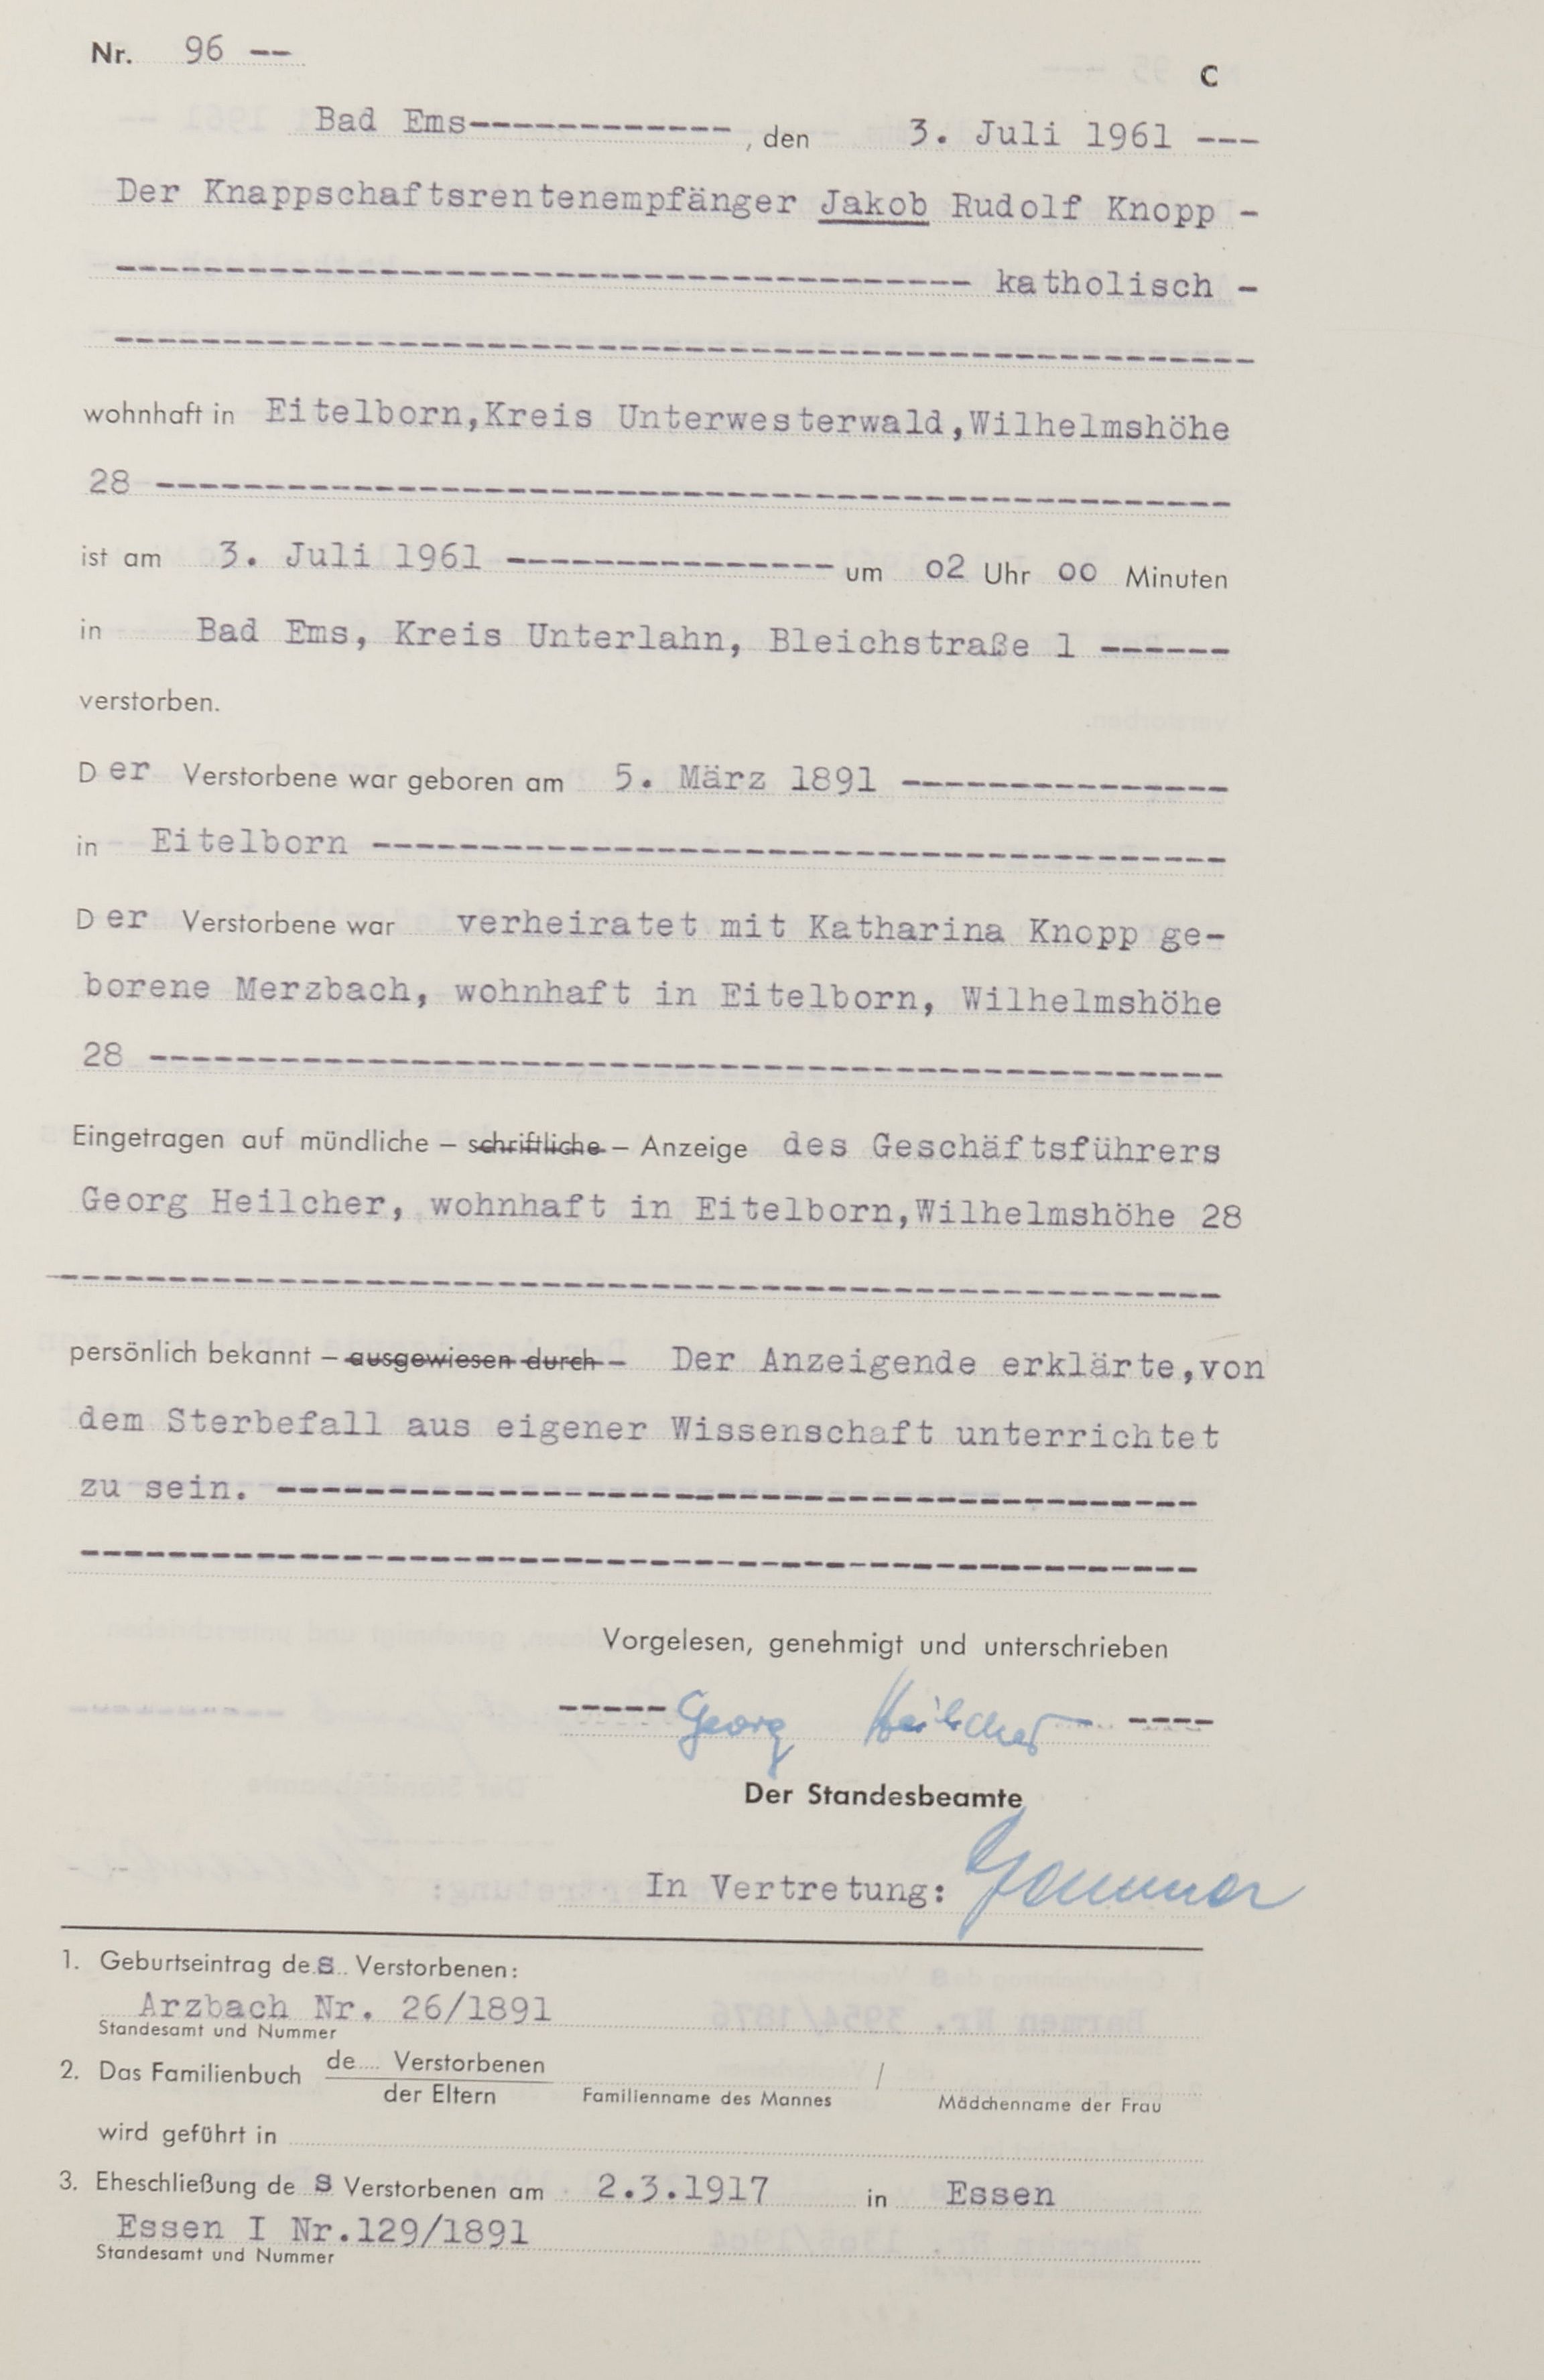 Nr. 96 --
C
Bad Ems------------ , den 3. Juli 1961 ---
Der Knappschaftsrentenempfänger Jakob Rudolf Knopp -
--------------------------------------- katholisch -
----------------------------------------------------
wohnhaft in Eitelborn,Kreis Unterwesterwald,Wilhelmshöhe
28 -------------------------------------------------
ist am 3. Juli 1961 --------------- um o2 Uhr oo Minuten
in Bad Ems, Kreis Unterlahn, Bleichstraße 1 ------
verstorben.
Der Verstorbene war geboren am 5. März 1891 ---------------
in Eitelborn ---------------------------------------
Der Verstorbene war verheiratet mit Katharina Knopp ge-
borene Merzbach, wohnhaft in Eitelborn, Wilhelmshöhe
28 -------------------------------------------------
Eingetragen auf mündliche – schriftliche – Anzeige des Geschäftsführers
Georg Heilcher, wohnhaft in Eitelborn,Wilhelmshöhe 28
-----------------------------------------------------
persönlich bekannt – ausgewiesen durch – Der Anzeigende erklärte,von
dem Sterbefall aus eigener Wissenschaft unterrichtet
zu sein. ------------------------------------------
---------------------------------------------------
Vorgelesen, genehmigt und unterschrieben
----- Georg Heilcher ----
Der Standesbeamte
In Vertretung:
1. Geburtseintrag des Verstorbenen:
Arzbach Nr. 26/1891
Standesamt und Nummer
2. Das Familienbuch de.... Verstorbenen /
der Eltern Familienname des Mannes Mädchenname der Frau
wird geführt in
3. Eheschließung des Verstorbenen am 2.3.1917 in Essen
Essen I Nr.129/1891
Standesamt und Nummer